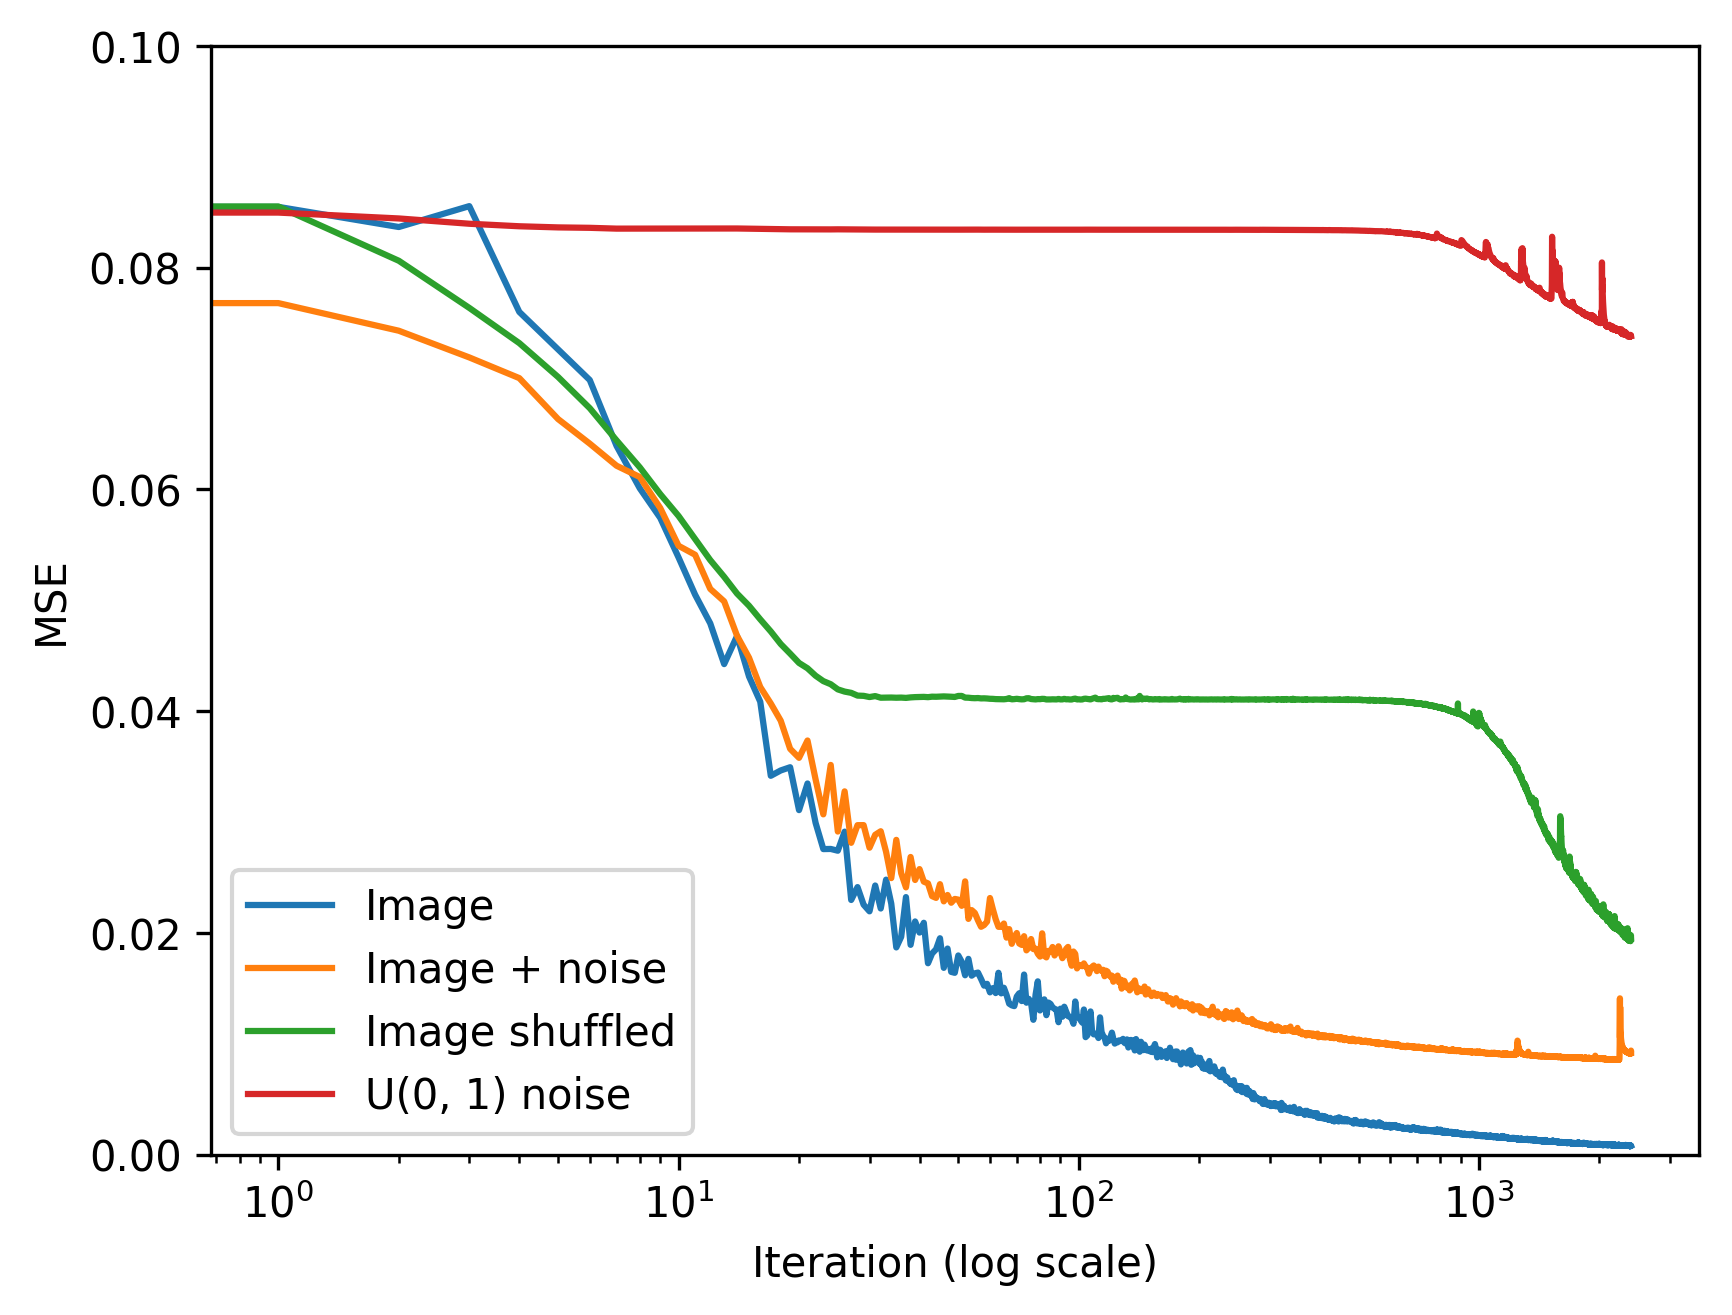 0.10
0.08
0.06
0.04
0.02
0.00
MSE
Image
Image + noise
Image shuffled
U(0, 1) noise
10⁰ 10¹ 10² 10³
Iteration (log scale)